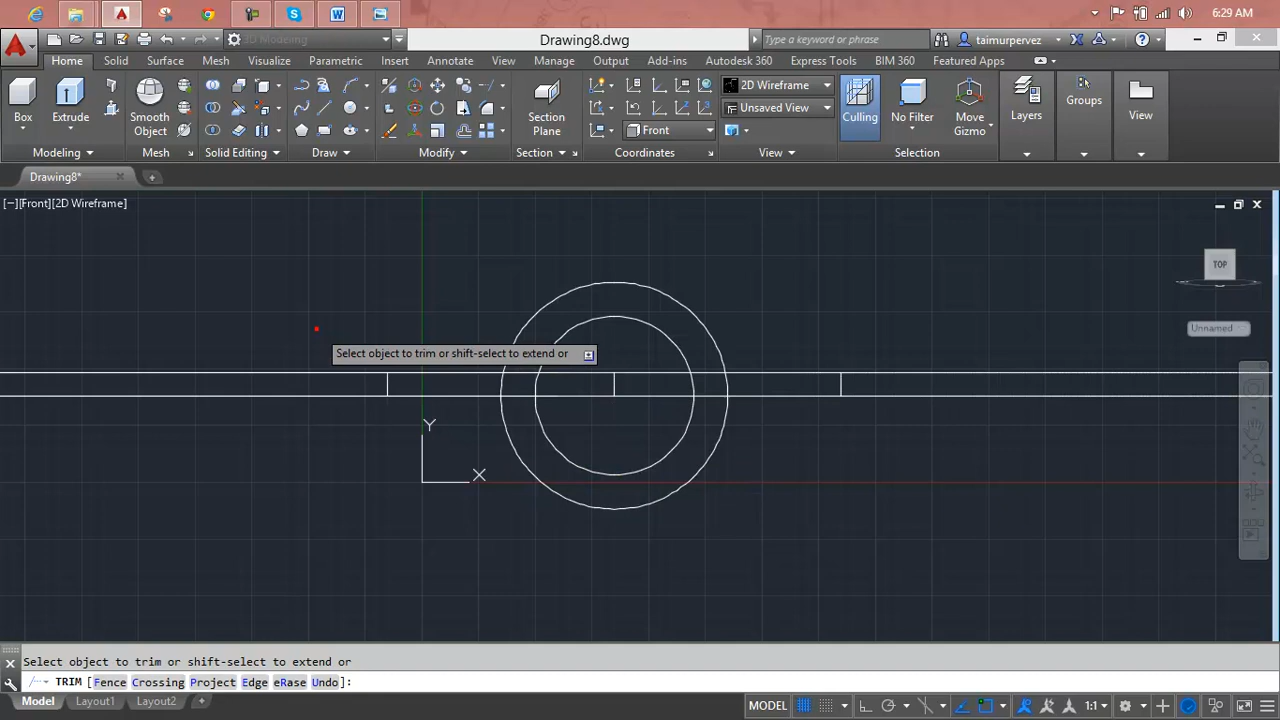 6:29 AM
3D Modeling
Drawing8.dwg
Type a keyword or phrase
taimurpervez
Home Solid Surface Mesh Visualize Parametric Insert Annotate View Manage Output Add-ins Autodesk 360 Express Tools BIM 360 Featured Apps
2D Wireframe
Unsaved View
Front
Box Extrude Smooth Object Section Plane Culling No Filter Move Gizmo Layers Groups View
Modeling Mesh Solid Editing Draw Modify Section Coordinates View Selection
Drawing8*
[−][Front][2D Wireframe]
TOP
Unnamed
Select object to trim or shift-select to extend or
Y
X
Select object to trim or shift-select to extend or
TRIM [Fence Crossing Project Edge eRase Undo]:
Model Layout1 Layout2
MODEL 1:1